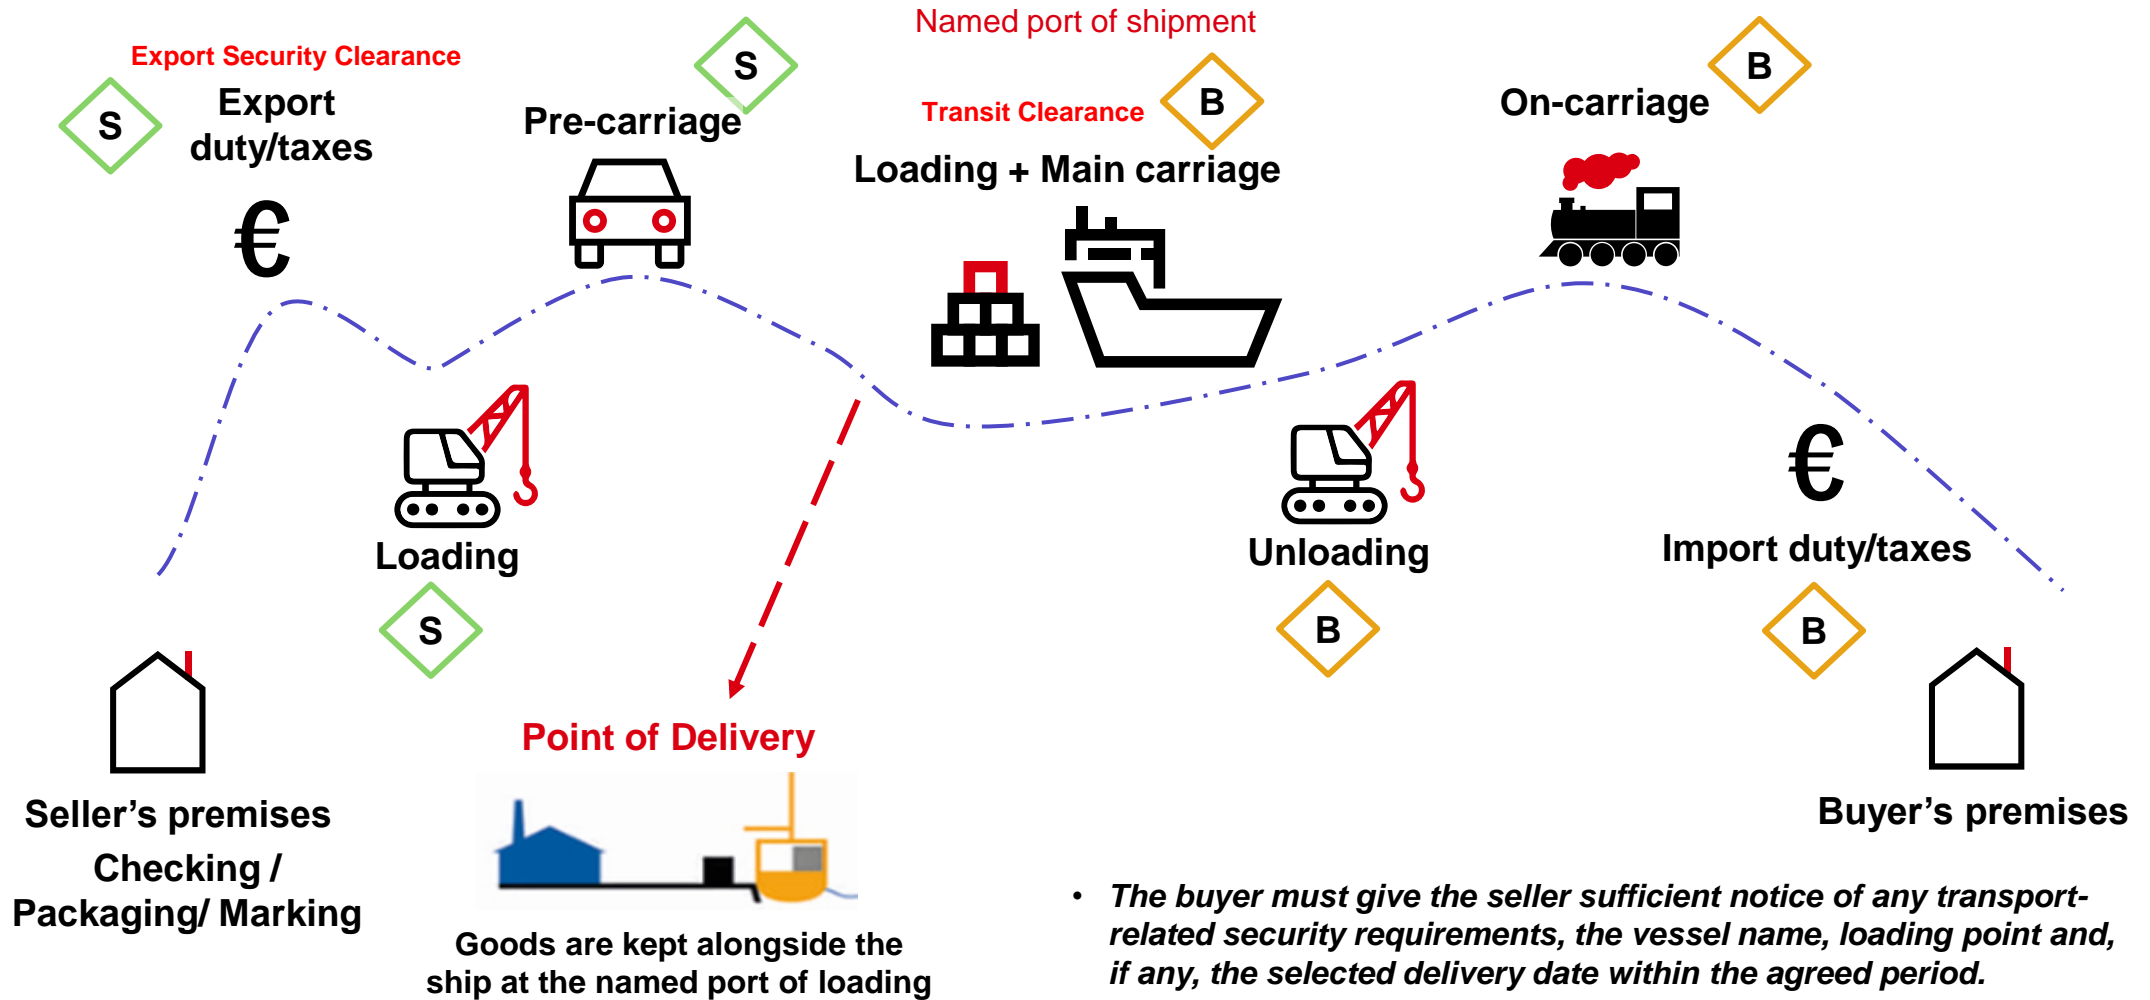 Named port of shipment
Export Security Clearance
S
Export
duty/taxes
€
S
Pre-carriage
Transit Clearance
B
Loading + Main carriage
B
On-carriage
Loading
S
Unloading
B
€
Import duty/taxes
B
Point of Delivery
Seller’s premises
Checking /
Packaging/ Marking
Buyer’s premises
Goods are kept alongside the
ship at the named port of loading
• The buyer must give the seller sufficient notice of any transport-
related security requirements, the vessel name, loading point and,
if any, the selected delivery date within the agreed period.